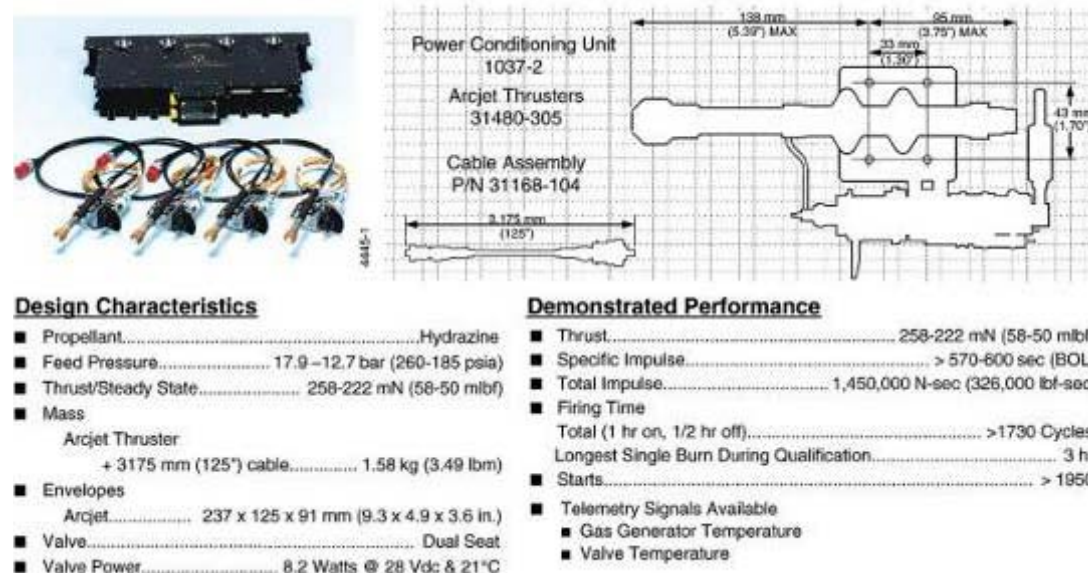 138 mm
(5.39") MAX
95 mm
(3.75") MAX
33 mm
(1.30")
43 mm
(1.70")
Power Conditioning Unit
1037-2
Arcjet Thrusters
31480-305
Cable Assembly
P/N 31168-104
3,175 mm
(125")
4445-1
Design Characteristics
■ Propellant..........Hydrazine
■ Feed Pressure.......... 17.9 –12.7 bar (260-185 psia)
■ Thrust/Steady State.......... 258-222 mN (58-50 mlbf)
■ Mass
Arcjet Thruster
+ 3175 mm (125") cable.......... 1.58 kg (3.49 lbm)
■ Envelopes
Arcjet.......... 237 x 125 x 91 mm (9.3 x 4.9 x 3.6 in.)
■ Valve.......... Dual Seat
■ Valve Power.......... 8.2 Watts @ 28 Vdc & 21°C
Demonstrated Performance
■ Thrust.......... 258-222 mN (58-50 mlbf
■ Specific Impulse.......... > 570-600 sec (BOL
■ Total Impulse.......... 1,450,000 N-sec (326,000 lbf-sec
■ Firing Time
Total (1 hr on, 1/2 hr off).......... >1730 Cycles
Longest Single Burn During Qualification.......... 3 h
■ Starts.......... > 1950
■ Telemetry Signals Available
■ Gas Generator Temperature
■ Valve Temperature